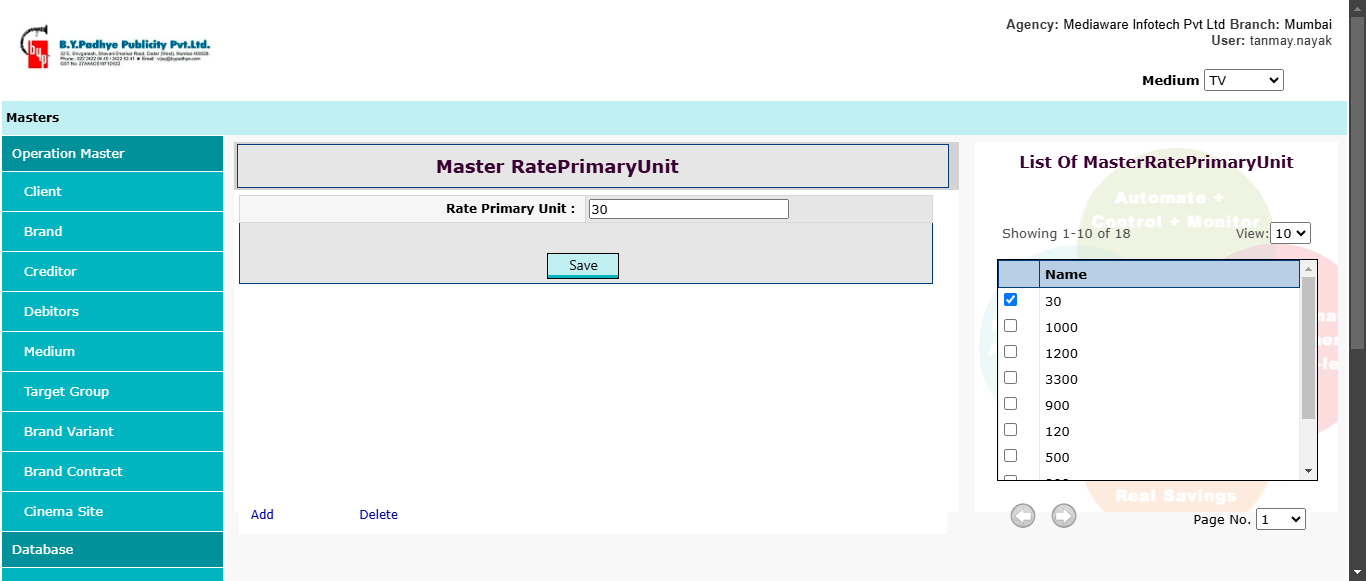 Agency: Mediaware Infotech Pvt Ltd Branch: Mumbai
User: tanmay.nayak
byp
B.Y.Padhye Publicity Pvt.Ltd.
Medium TV
Masters
Operation Master
Client
Brand
Creditor
Debitors
Medium
Target Group
Brand Variant
Brand Contract
Cinema Site
Database
Master RatePrimaryUnit
Rate Primary Unit : 30
Save
Add Delete
List Of MasterRatePrimaryUnit
Automate +
Control + Monitor
Showing 1-10 of 18 View: 10
Name
30
1000
1200
3300
900
120
500
Real Savings
Page No. 1